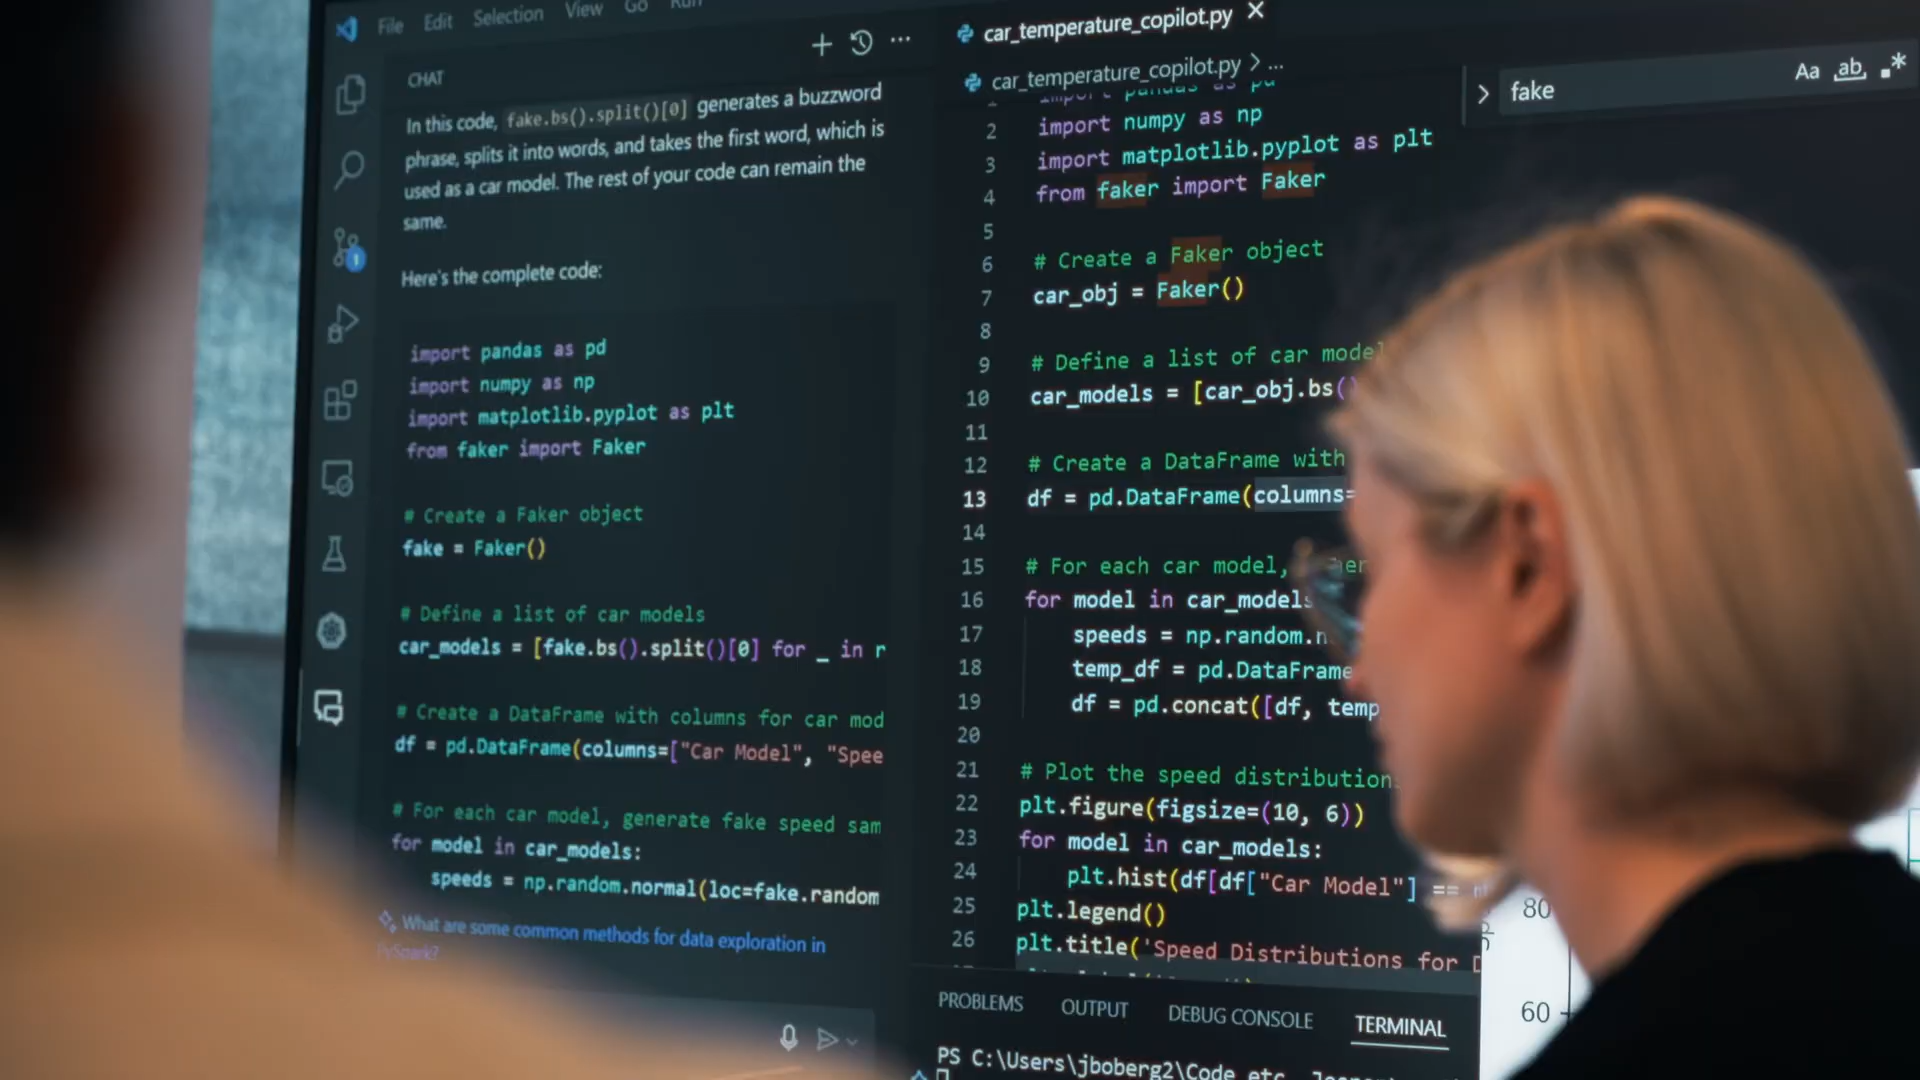 File Edit Selection View Go Run
CHAT
In this code, fake.bs().split()[0] generates a buzzword
phrase, splits it into words, and takes the first word, which is
used as a car model. The rest of your code can remain the
same.
Here's the complete code:
import pandas as pd
import numpy as np
import matplotlib.pyplot as plt
from faker import Faker
# Create a Faker object
fake = Faker()
# Define a list of car models
car_models = [fake.bs().split()[0] for _ in r
# Create a DataFrame with columns for car mod
df = pd.DataFrame(columns=["Car Model", "Spee
# For each car model, generate fake speed sam
for model in car_models:
speeds = np.random.normal(loc=fake.random
What are some common methods for data exploration in
PySpark?
car_temperature_copilot.py
car_temperature_copilot.py > ...
fake
Aa ab .*
import pandas as pd
2 import numpy as np
3 import matplotlib.pyplot as plt
4 from faker import Faker
5
6 # Create a Faker object
7 car_obj = Faker()
8
9 # Define a list of car model
10 car_models = [car_obj.bs()
11
12 # Create a DataFrame with
13 df = pd.DataFrame(columns=
14
15 # For each car model,
16 for model in car_models
17 speeds = np.random.n
18 temp_df = pd.DataFrame
19 df = pd.concat([df, temp
20
21 # Plot the speed distribution
22 plt.figure(figsize=(10, 6))
23 for model in car_models:
24 plt.hist(df[df["Car Model"] ==
25 plt.legend()
26 plt.title('Speed Distributions for D
80
60
PROBLEMS OUTPUT DEBUG CONSOLE TERMINAL
PS C:\Users\jboberg2\Code etc.